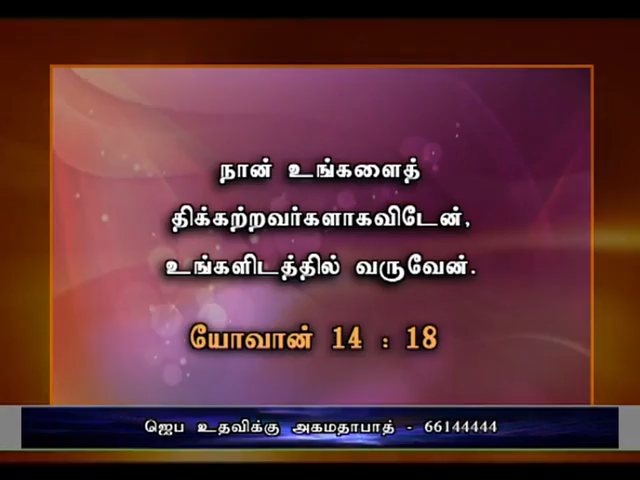 நான் உங்களைத்
திக்கற்றவர்களாகவிடேன்,
உங்களிடத்தில் வருவேன்.
யோவான் 14 : 18
ஜெப உதவிக்கு அகமதாபாத் - 66144444